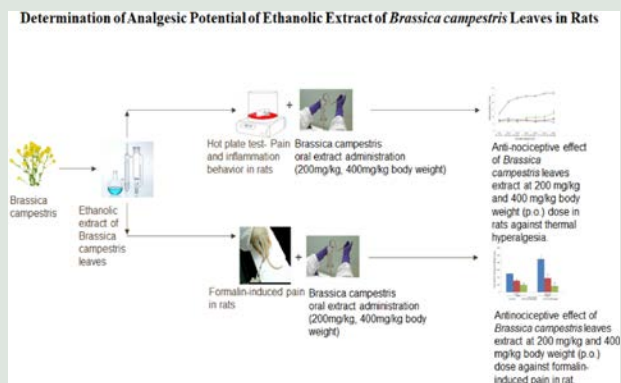 Determination of Analgesic Potential of Ethanolic Extract of Brassica campestris Leaves in Rats
Brassica
campestris
Ethanolic
extract of
Brassica
campestris
leaves
Hot plate test- Pain
and inflammation
behavior in rats
Brassica campestris
oral extract administration
(200mg/kg, 400mg/kg body weight)
Anti-nociceptive effect
of Brassica
campestris leaves
extract at 200 mg/kg
and 400 mg/kg body
weight (p.o.) dose in
rats against thermal
hyperalgesia.
Formalin-induced pain
in rats
Brassica campestris
oral extract administration
(200mg/kg, 400mg/kg body
weight)
Antinociceptive effect of
Brassica campestris leaves
extract at 200 mg/kg and 400
mg/kg body weight (p.o.)
dose against formalin-
induced pain in rat